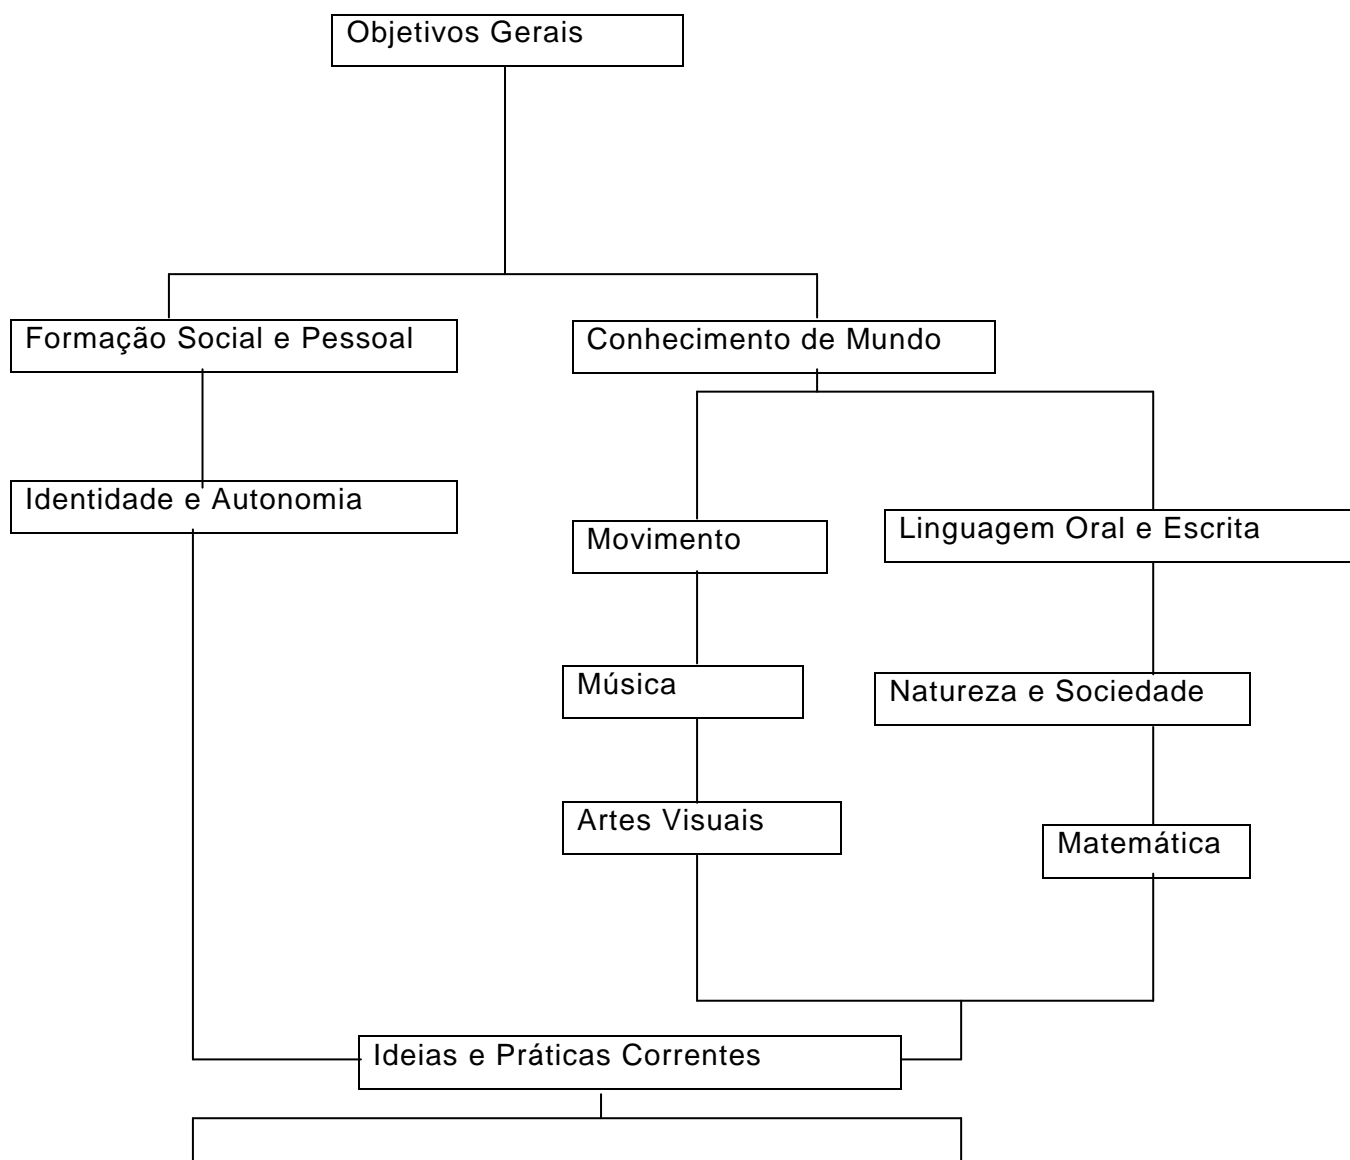 Objetivos Gerais
Formação Social e Pessoal
Conhecimento de Mundo
Identidade e Autonomia
Movimento
Linguagem Oral e Escrita
Música
Natureza e Sociedade
Artes Visuais
Matemática
Ideias e Práticas Correntes